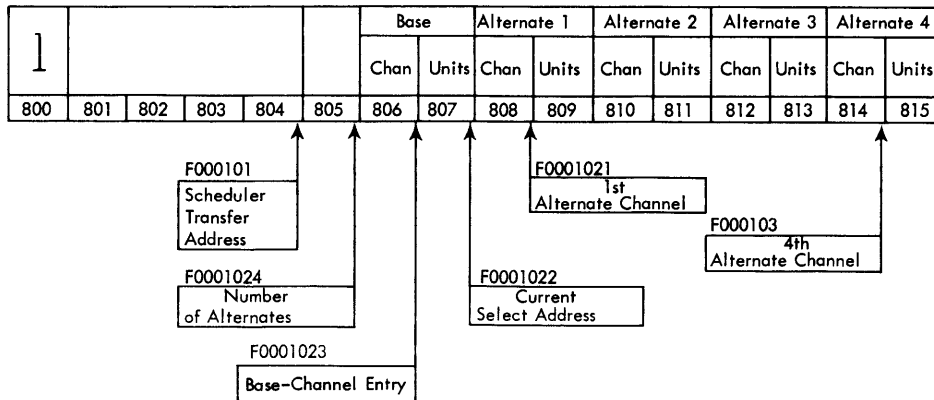 Base Alternate 1 Alternate 2 Alternate 3 Alternate 4
1 Chan Units Chan Units Chan Units Chan Units Chan Units
800 801 802 803 804 805 806 807 808 809 810 811 812 813 814 815
F000101
Scheduler
Transfer
Address
F0001021
1st
Alternate Channel
F000103
4th
Alternate Channel
F0001024
Number
of Alternates
F0001022
Current
Select Address
F0001023
Base-Channel Entry